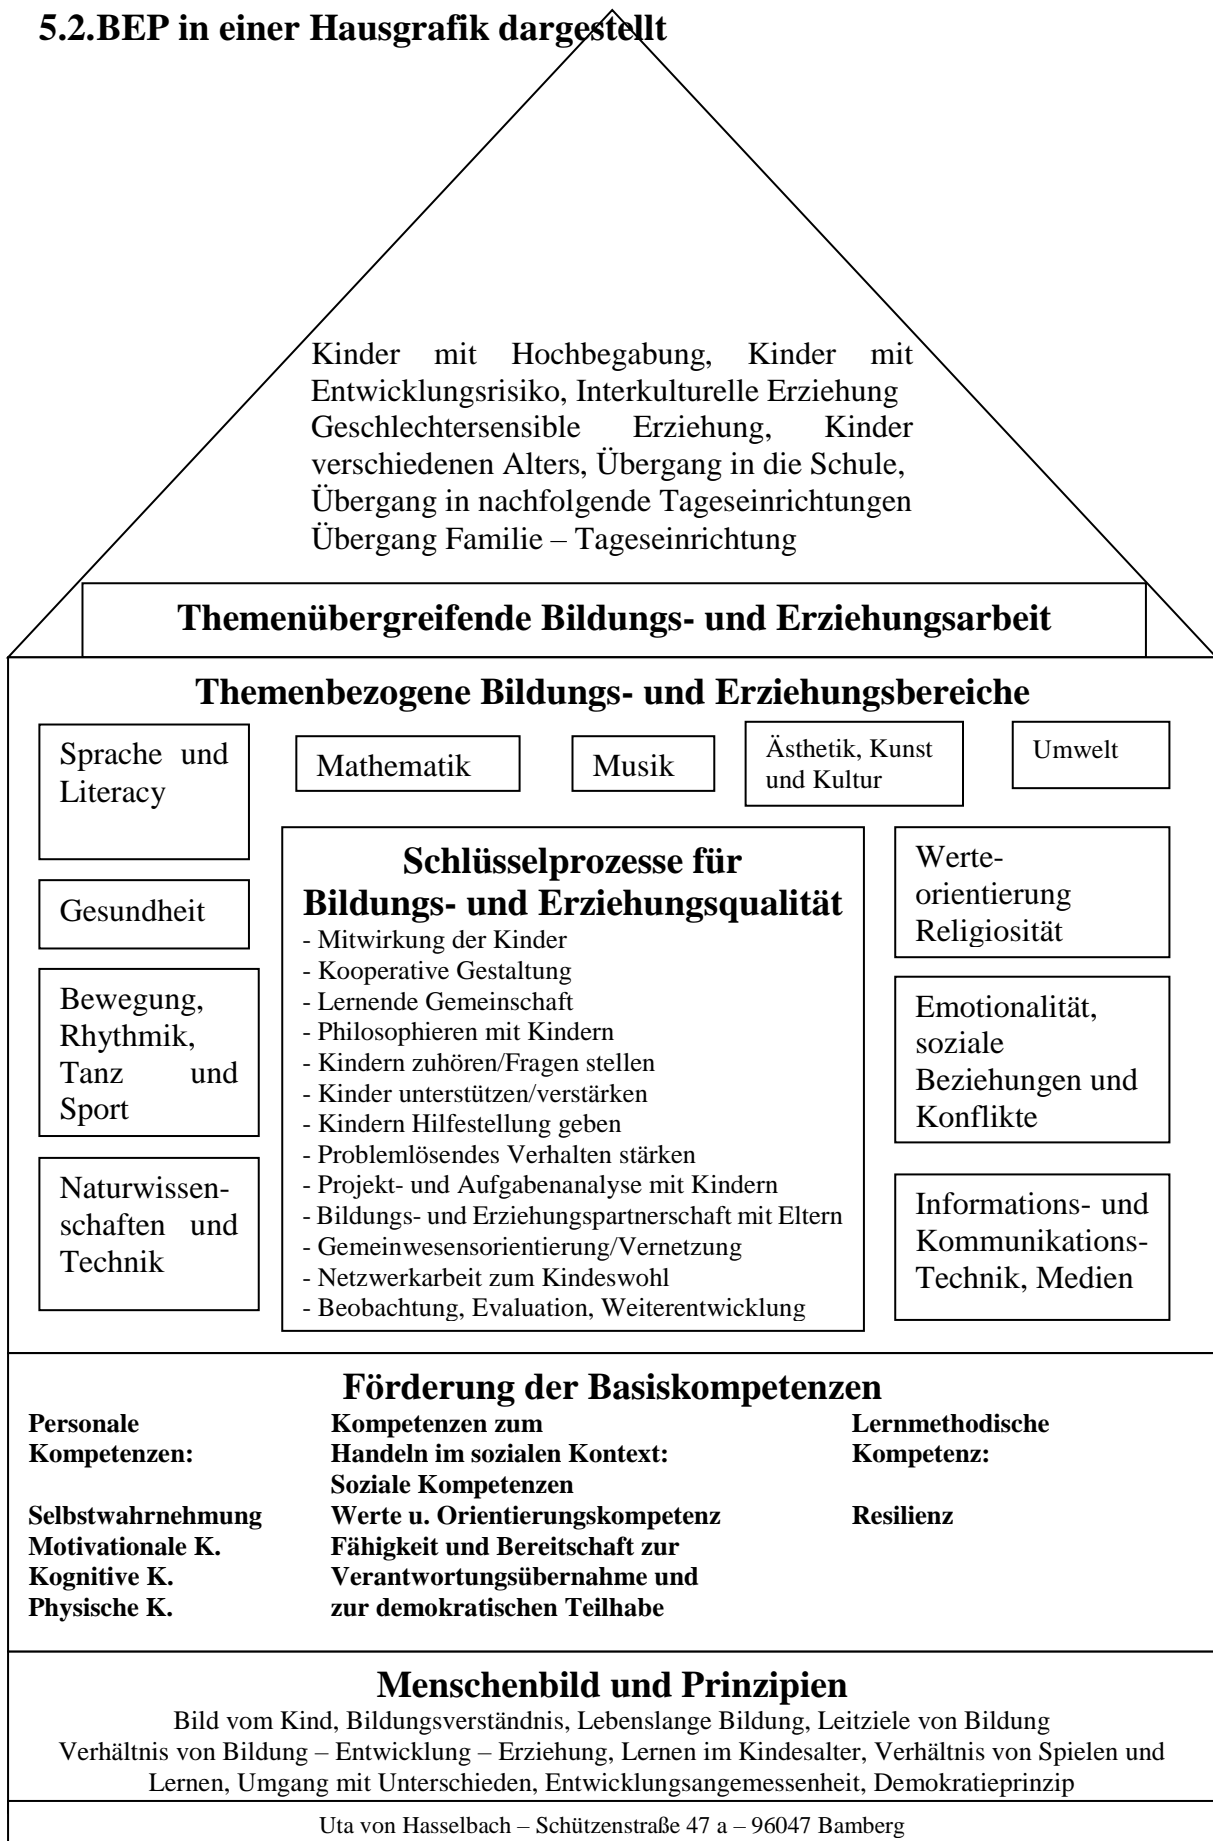 5.2.BEP in einer Hausgrafik dargestellt
Kinder mit Hochbegabung, Kinder mit
Entwicklungsrisiko, Interkulturelle Erziehung
Geschlechtersensible Erziehung, Kinder
verschiedenen Alters, Übergang in die Schule,
Übergang in nachfolgende Tageseinrichtungen
Übergang Familie – Tageseinrichtung
Themenübergreifende Bildungs- und Erziehungsarbeit
Themenbezogene Bildungs- und Erziehungsbereiche
Sprache und
Literacy
Mathematik
Musik
Ästhetik, Kunst
und Kultur
Umwelt
Gesundheit
Bewegung,
Rhythmik,
Tanz und
Sport
Naturwissen-
schaften und
Technik
Schlüsselprozesse für
Bildungs- und Erziehungsqualität
- Mitwirkung der Kinder
- Kooperative Gestaltung
- Lernende Gemeinschaft
- Philosophieren mit Kindern
- Kindern zuhören/Fragen stellen
- Kinder unterstützen/verstärken
- Kindern Hilfestellung geben
- Problemlösendes Verhalten stärken
- Projekt- und Aufgabenanalyse mit Kindern
- Bildungs- und Erziehungspartnerschaft mit Eltern
- Gemeinwesensorientierung/Vernetzung
- Netzwerkarbeit zum Kindeswohl
- Beobachtung, Evaluation, Weiterentwicklung
Werte-
orientierung
Religiosität
Emotionalität,
soziale
Beziehungen und
Konflikte
Informations- und
Kommunikations-
Technik, Medien
Förderung der Basiskompetenzen
Personale
Kompetenzen:
Selbstwahrnehmung
Motivationale K.
Kognitive K.
Physische K.
Kompetenzen zum
Handeln im sozialen Kontext:
Soziale Kompetenzen
Werte u. Orientierungskompetenz
Fähigkeit und Bereitschaft zur
Verantwortungsübernahme und
zur demokratischen Teilhabe
Lernmethodische
Kompetenz:
Resilienz
Menschenbild und Prinzipien
Bild vom Kind, Bildungsverständnis, Lebenslange Bildung, Leitziele von Bildung
Verhältnis von Bildung – Entwicklung – Erziehung, Lernen im Kindesalter, Verhältnis von Spielen und
Lernen, Umgang mit Unterschieden, Entwicklungsangemessenheit, Demokratieprinzip
Uta von Hasselbach – Schützenstraße 47 a – 96047 Bamberg